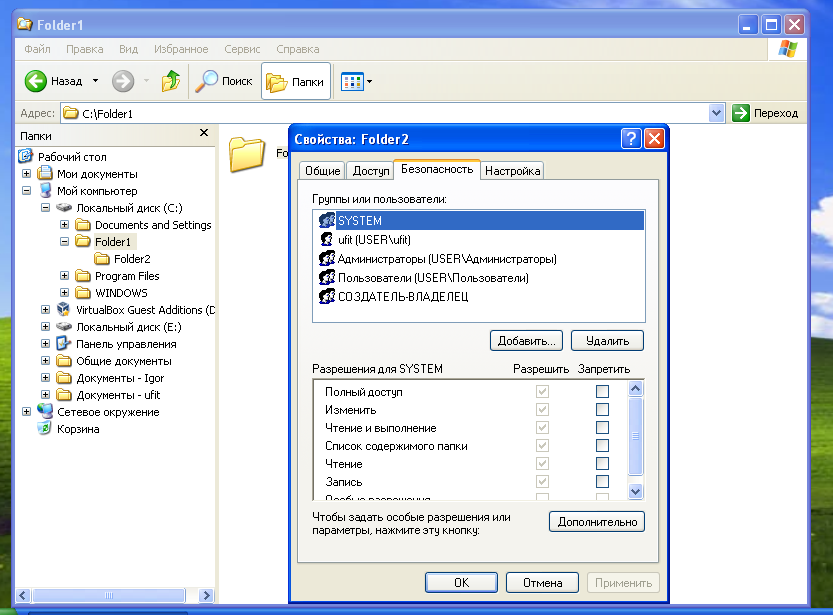 Folder1
Файл Правка Вид Избранное Сервис Справка
Назад Поиск Папки
Адрес: C:\Folder1 Переход
Папки
Рабочий стол
Мои документы
Мой компьютер
Локальный диск (C:)
Documents and Settings
Folder1
Folder2
Program Files
WINDOWS
VirtualBox Guest Additions (D
Локальный диск (E:)
Панель управления
Общие документы
Документы - Igor
Документы - ufit
Сетевое окружение
Корзина
Fo
Свойства: Folder2
Общие Доступ Безопасность Настройка
Группы или пользователи:
SYSTEM
ufit (USER\ufit)
Администраторы (USER\Администраторы)
Пользователи (USER\Пользователи)
СОЗДАТЕЛЬ-ВЛАДЕЛЕЦ
Добавить... Удалить
Разрешения для SYSTEM Разрешить Запретить
Полный доступ
Изменить
Чтение и выполнение
Список содержимого папки
Чтение
Запись
Особые разрешения
Чтобы задать особые разрешения или
параметры, нажмите эту кнопку:
Дополнительно
OK Отмена Применить